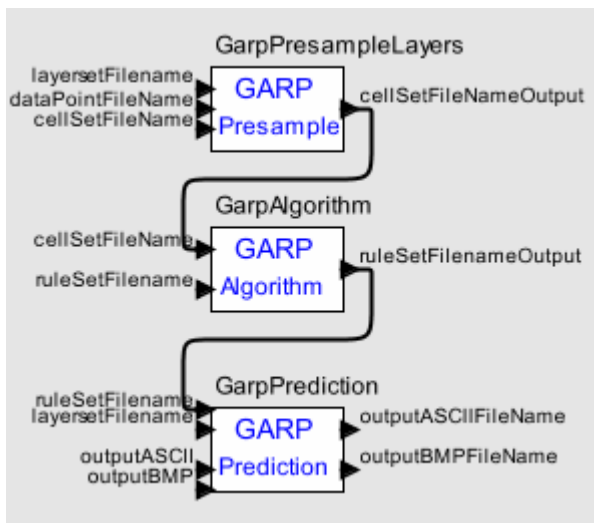 GarpPresampleLayers
layersetFilename
dataPointFileName
cellSetFileName
GARP
Presample
cellSetFileNameOutput
GarpAlgorithm
cellSetFileName
ruleSetFilename
GARP
Algorithm
ruleSetFilenameOutput
GarpPrediction
ruleSetFilename
layersetFilename
outputASCII
outputBMP
GARP
Prediction
outputASCIIFileName
outputBMPFileName